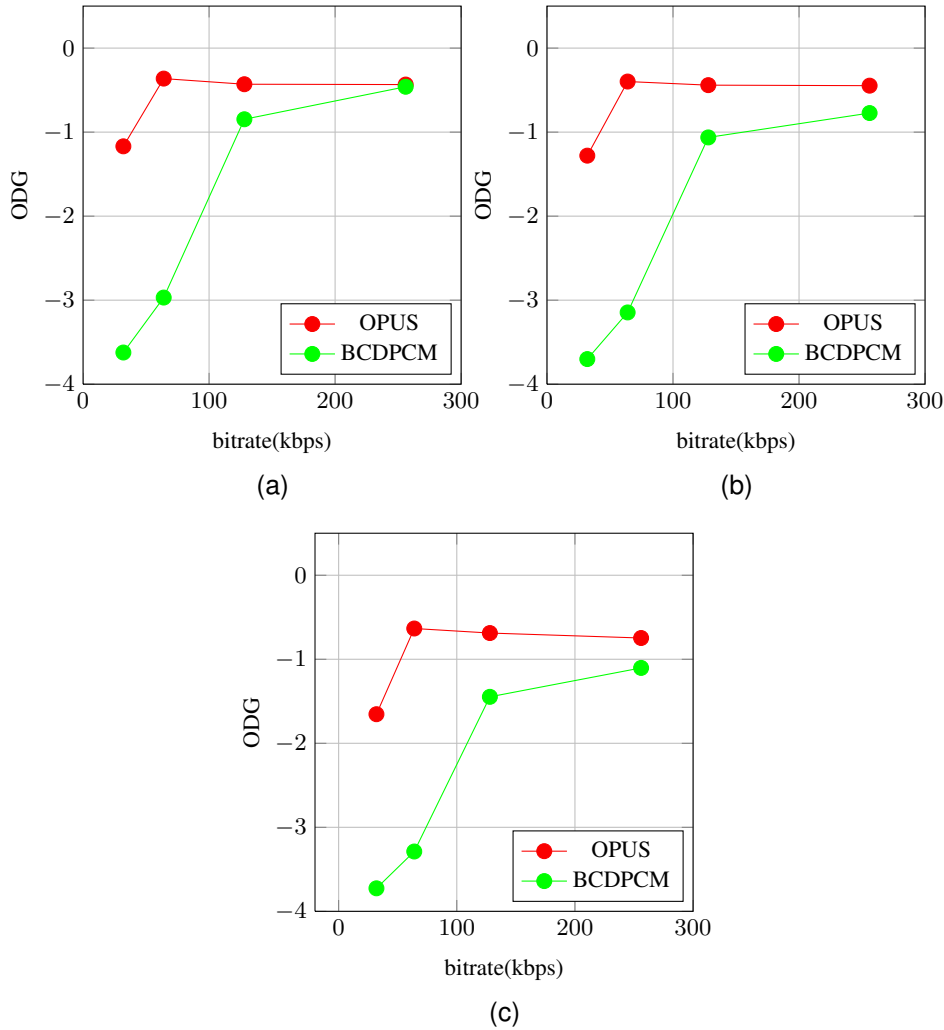 0
−1
−2
−3
−4
ODG
0
100
200
300
bitrate(kbps)
OPUS
BCDPCM
(a)
0
−1
−2
−3
−4
ODG
0
100
200
300
bitrate(kbps)
OPUS
BCDPCM
(b)
0
−1
−2
−3
−4
ODG
0
100
200
300
bitrate(kbps)
OPUS
BCDPCM
(c)